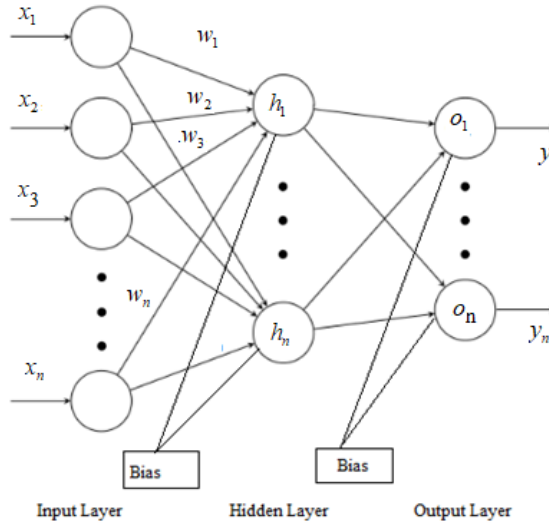 x1
w1
x2
w2
h1
o1
w3
y
x3
wn
on
hn
yn
xn
Bias
Bias
Input Layer Hidden Layer Output Layer